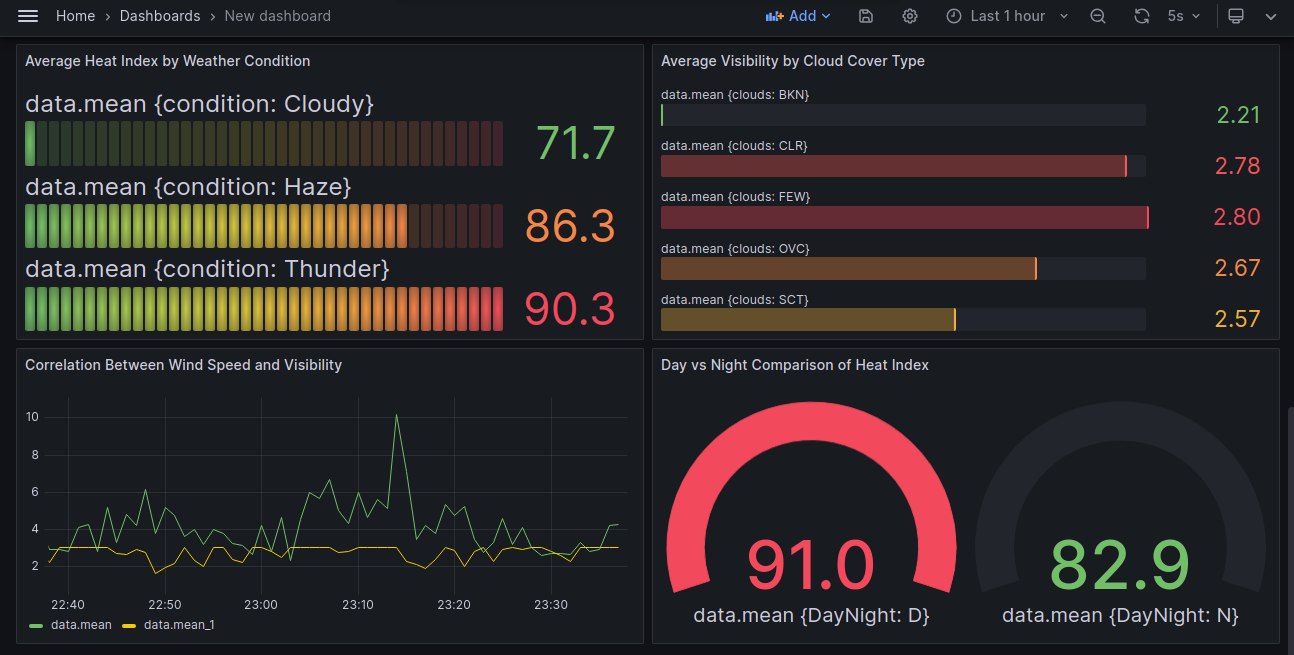 Home › Dashboards › New dashboard Add Last 1 hour 5s
Average Heat Index by Weather Condition
data.mean {condition: Cloudy}
71.7
data.mean {condition: Haze}
86.3
data.mean {condition: Thunder}
90.3
Average Visibility by Cloud Cover Type
data.mean {clouds: BKN}
2.21
data.mean {clouds: CLR}
2.78
data.mean {clouds: FEW}
2.80
data.mean {clouds: OVC}
2.67
data.mean {clouds: SCT}
2.57
Correlation Between Wind Speed and Visibility
10
8
6
4
2
22:40 22:50 23:00 23:10 23:20 23:30
data.mean data.mean_1
Day vs Night Comparison of Heat Index
91.0 82.9
data.mean {DayNight: D} data.mean {DayNight: N}